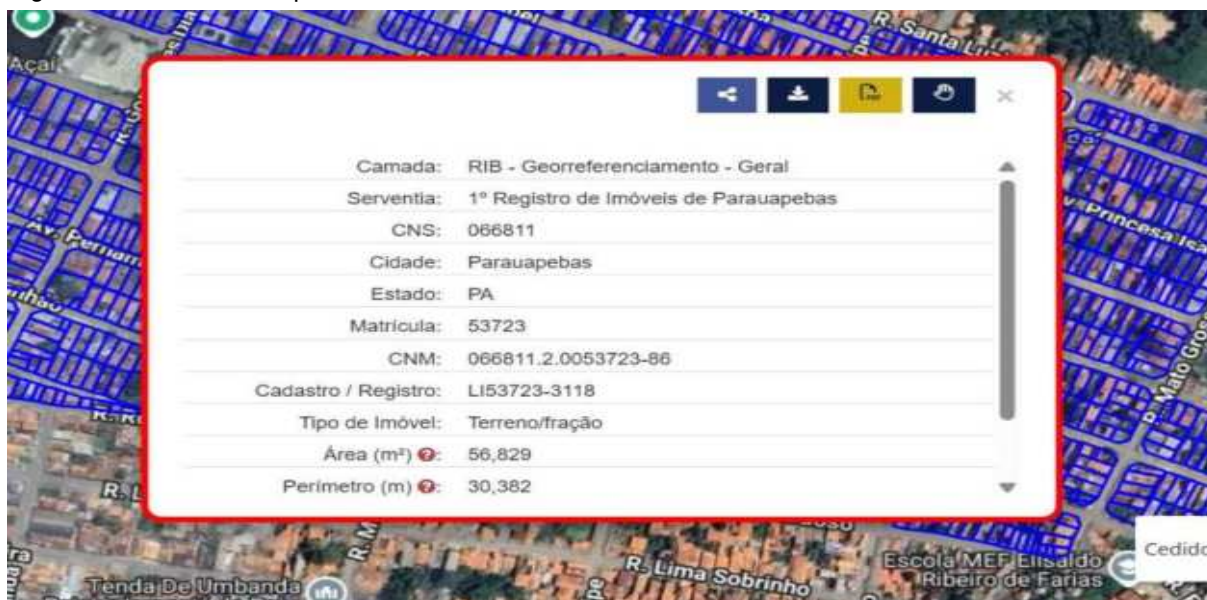 R. Santa Lu
Açaí
Camada: RIB - Georreferenciamento - Geral
Serventia: 1º Registro de Imóveis de Parauapebas
CNS: 066811
Cidade: Parauapebas
Estado: PA
Matrícula: 53723
CNM: 066811.2.0053723-86
Cadastro / Registro: LI53723-3118
Tipo de Imóvel: Terreno/fração
Área (m²) ?: 56,829
Perímetro (m) ?: 30,382
Av. Pernam
v. Princesa Isa
R. Mato Gros
R. L
R. M
R. Lima Sobrinho
Escola MEF Elisaldo
Ribeiro de Farias
Tenda De Umbanda
Cedido